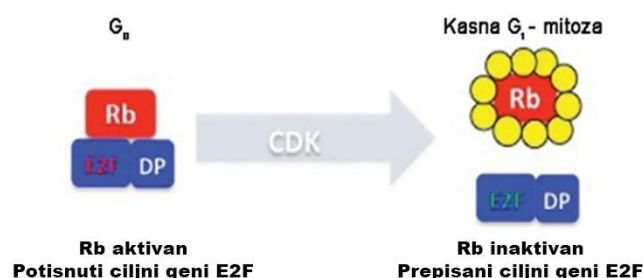 G₀
Kasna G₁ - mitoza
Rb
E2F DP
CDK
Rb
E2F DP
Rb aktivan
Potisnuti ciljni geni E2F
Rb inaktivan
Prepisani ciljni geni E2F